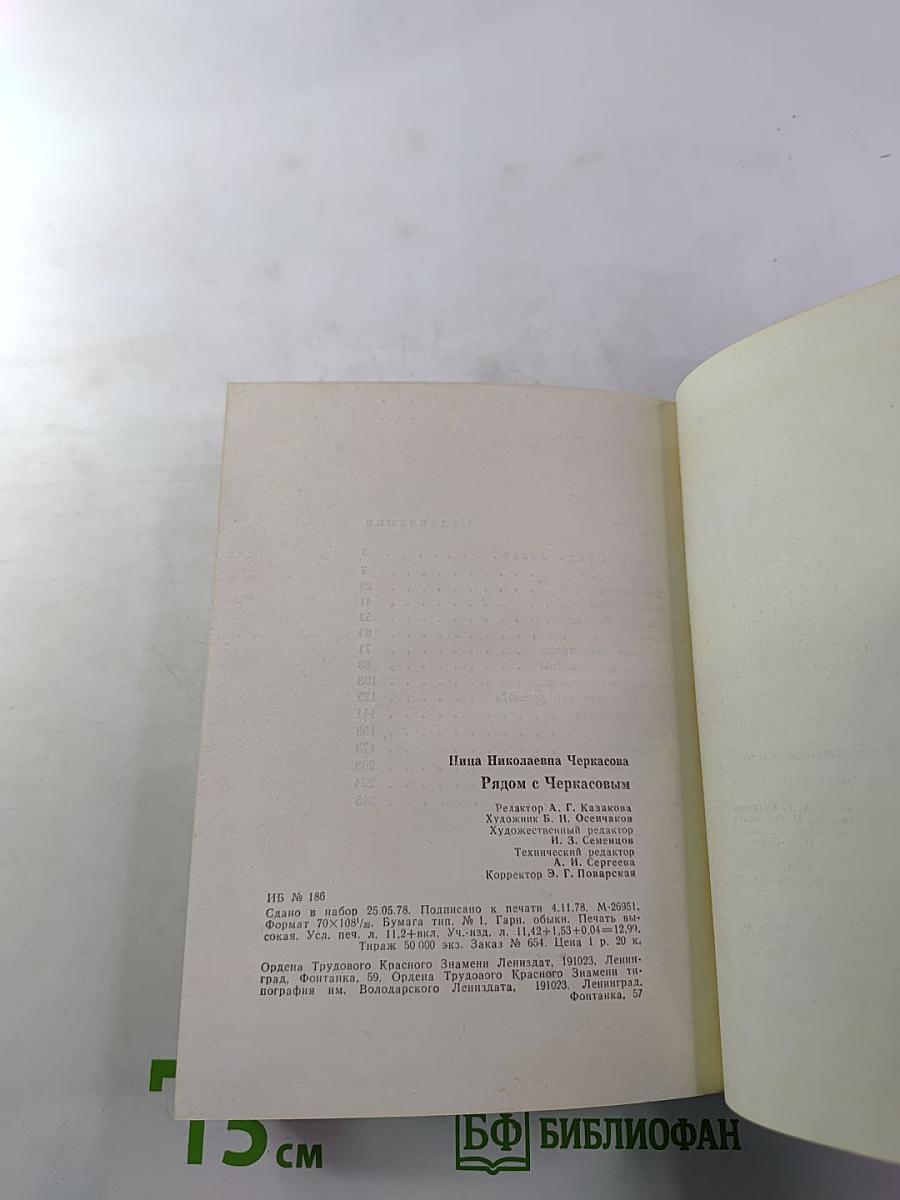 Нина Николаевна Черкасова
Рядом с Черкасовым
Редактор А. Г. Казакова
Художник Б. Н. Осенчаков
Художественный редактор
И. З. Семенцов
Технический редактор
А. И. Сергеева
Корректор Э. Г. Поварская
ИБ № 186
Сдано в набор 25.05.78. Подписано к печати 4.11.78. М-26951.
Формат 70×108¹/₃₂. Бумага тип. № 1. Гарн. обыкн. Печать вы-
сокая. Усл. печ. л. 11,2+вкл. Уч.-изд. л. 11,42+1,53+0,04=12,99.
Тираж 50 000 экз. Заказ № 654. Цена 1 р. 20 к.
Ордена Трудового Красного Знамени Лениздат, 191023, Ленин-
град, Фонтанка, 59. Ордена Трудового Красного Знамени ти-
пография им. Володарского Лениздата, 191023, Ленинград,
Фонтанка, 57
15 см
БФ БИБЛИОФАН